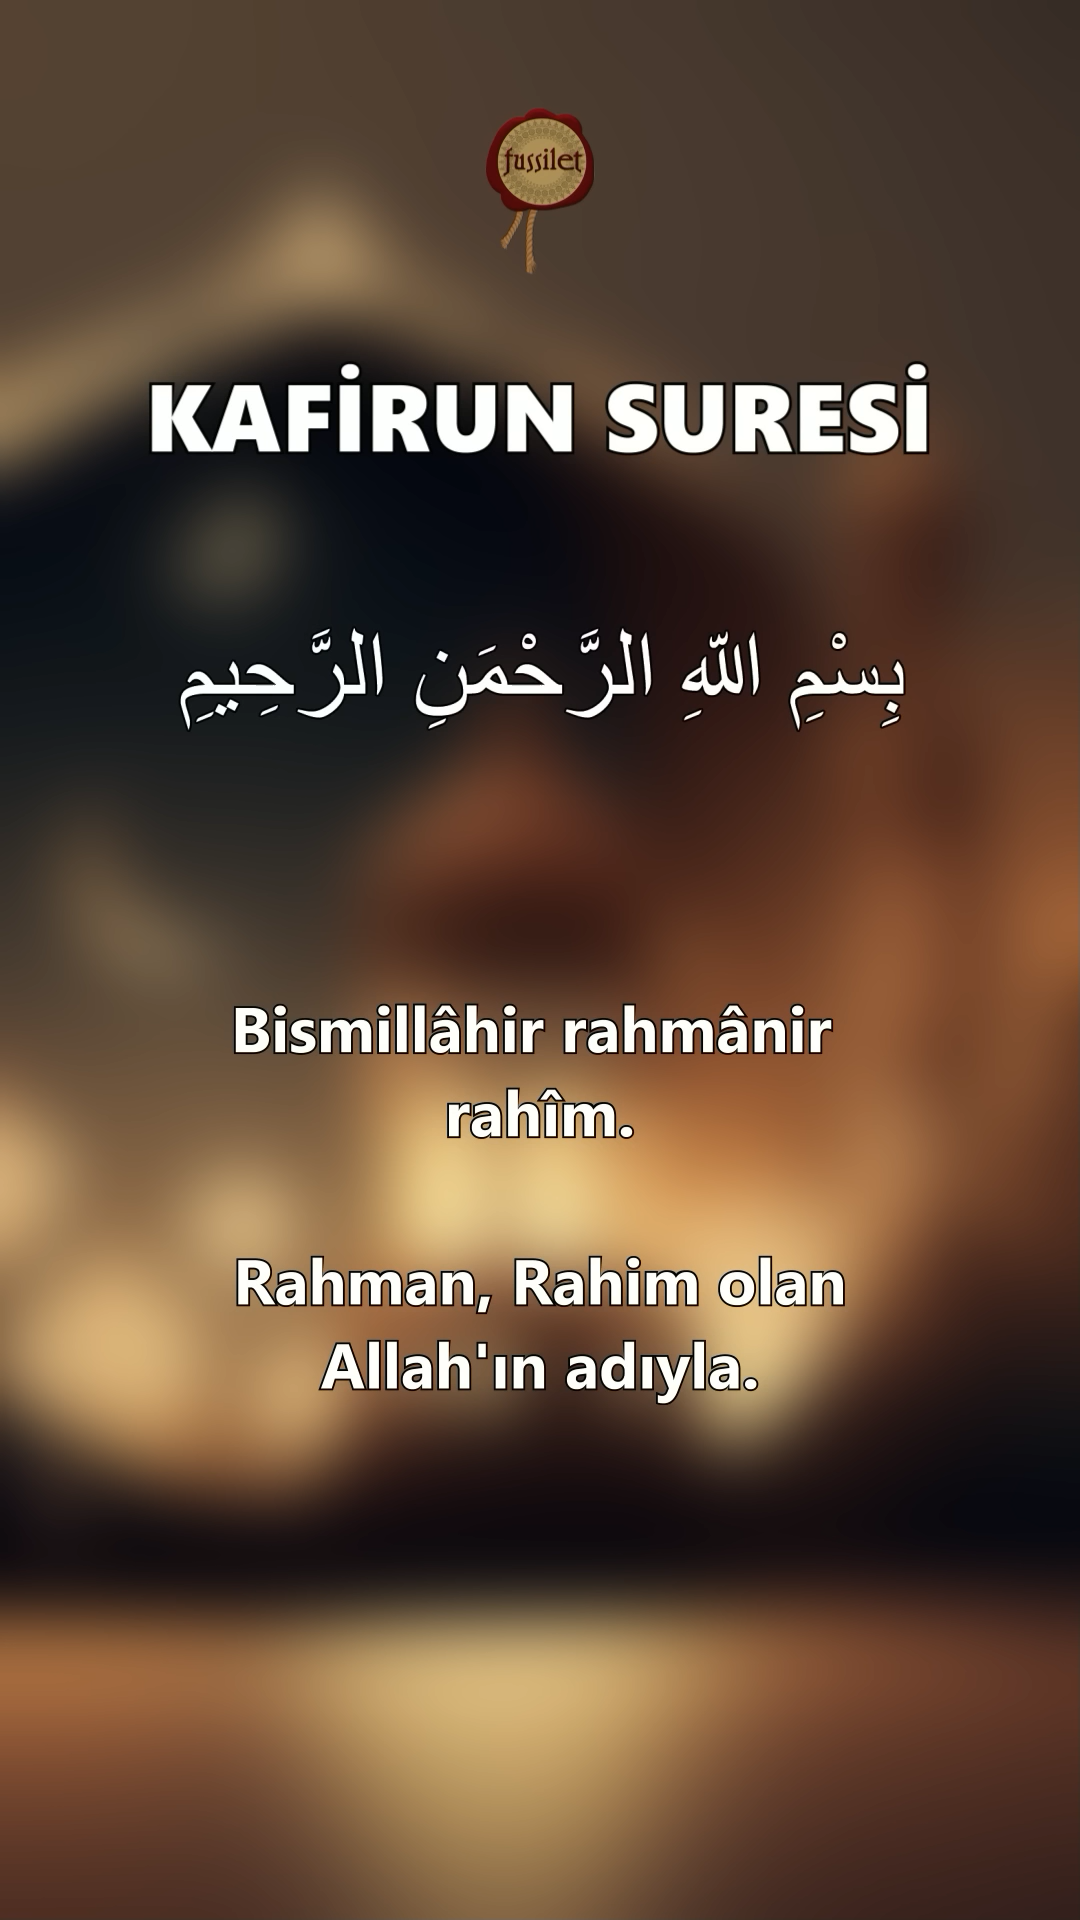 fussilet
KAFİRUN SURESİ
بِسْمِ اللّهِ الرَّحْمَنِ الرَّحِيمِ
Bismillâhir rahmânir
rahîm.
Rahman, Rahim olan
Allah'ın adıyla.